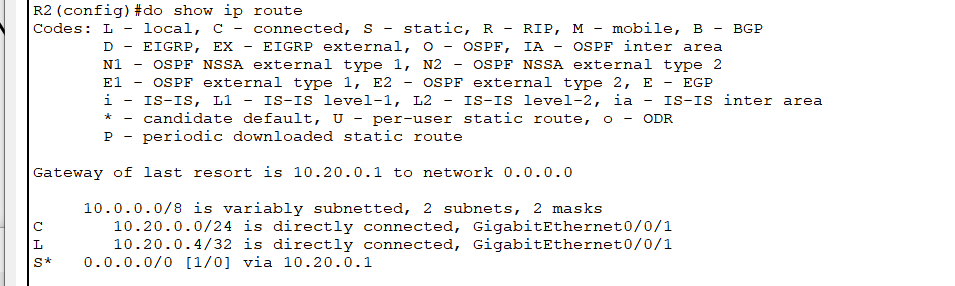 R2(config)#do show ip route
Codes: L - local, C - connected, S - static, R - RIP, M - mobile, B - BGP
       D - EIGRP, EX - EIGRP external, O - OSPF, IA - OSPF inter area
       N1 - OSPF NSSA external type 1, N2 - OSPF NSSA external type 2
       E1 - OSPF external type 1, E2 - OSPF external type 2, E - EGP
       i - IS-IS, L1 - IS-IS level-1, L2 - IS-IS level-2, ia - IS-IS inter area
       * - candidate default, U - per-user static route, o - ODR
       P - periodic downloaded static route
Gateway of last resort is 10.20.0.1 to network 0.0.0.0
     10.0.0.0/8 is variably subnetted, 2 subnets, 2 masks
C       10.20.0.0/24 is directly connected, GigabitEthernet0/0/1
L       10.20.0.4/32 is directly connected, GigabitEthernet0/0/1
S*   0.0.0.0/0 [1/0] via 10.20.0.1